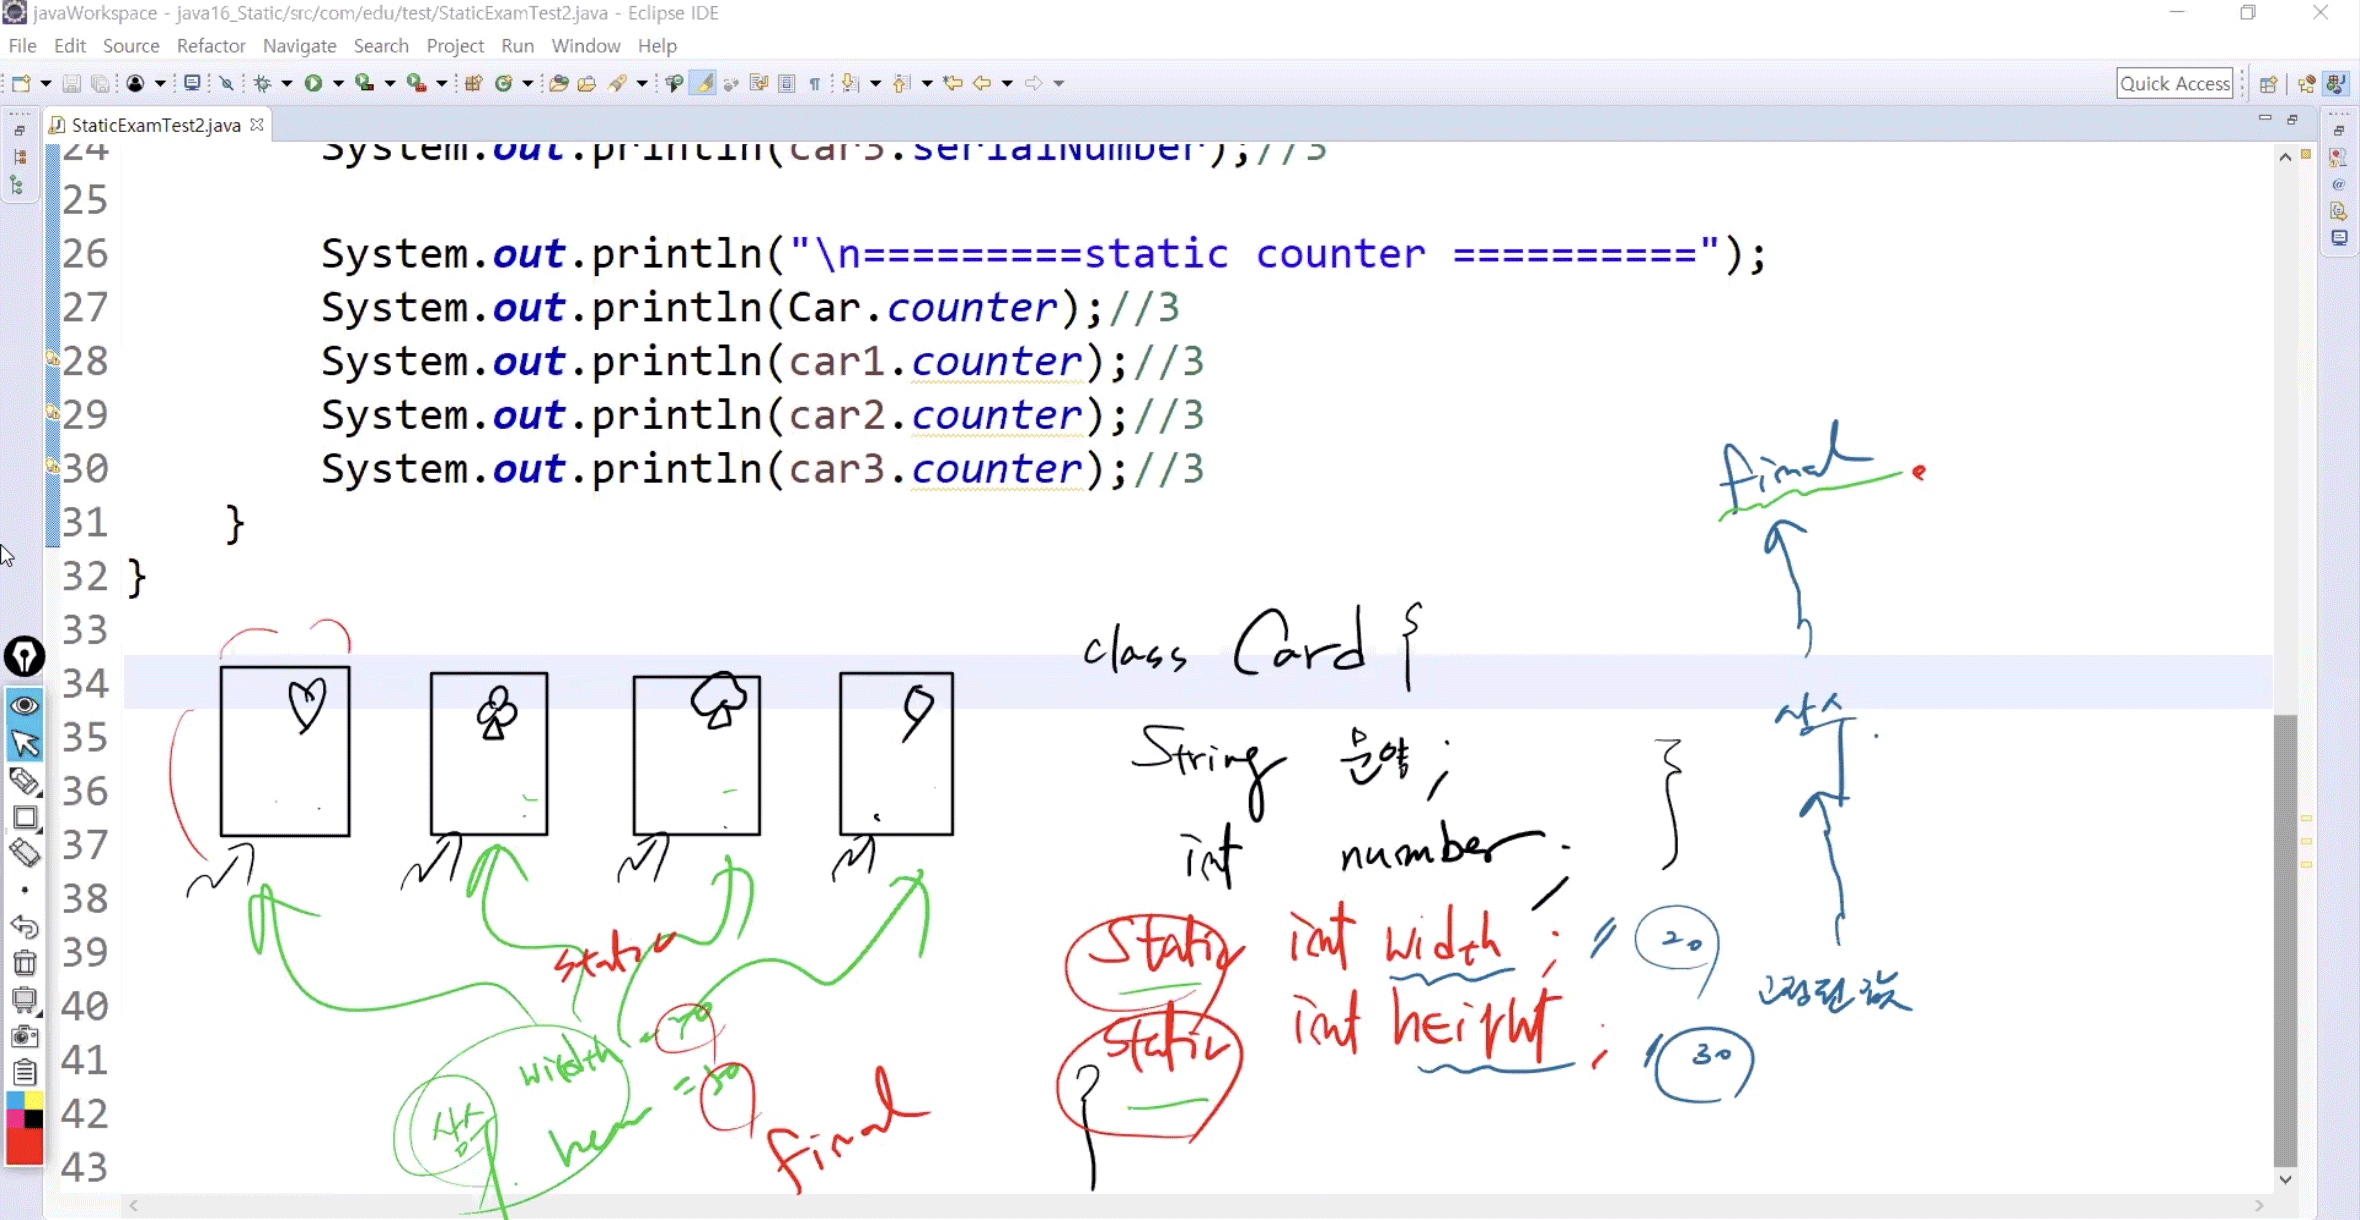 javaWorkspace - java16_Static/src/com/edu/test/StaticExamTest2.java - Eclipse IDE
File Edit Source Refactor Navigate Search Project Run Window Help
Quick Access
StaticExamTest2.java
24 System.out.println(car3.serialNumber);//3
25
26 System.out.println("\n=========static counter ==========");
27 System.out.println(Car.counter);//3
28 System.out.println(car1.counter);//3
29 System.out.println(car2.counter);//3
30 System.out.println(car3.counter);//3
31 }
32 }
33
34
35
36
37
38
39
40
41
42
43
final
상수
고정된 값
class Card {
String 문양;
int number;
static int width; // 20
static int height; // 30
}
static
width = 20
= 30
상수
final